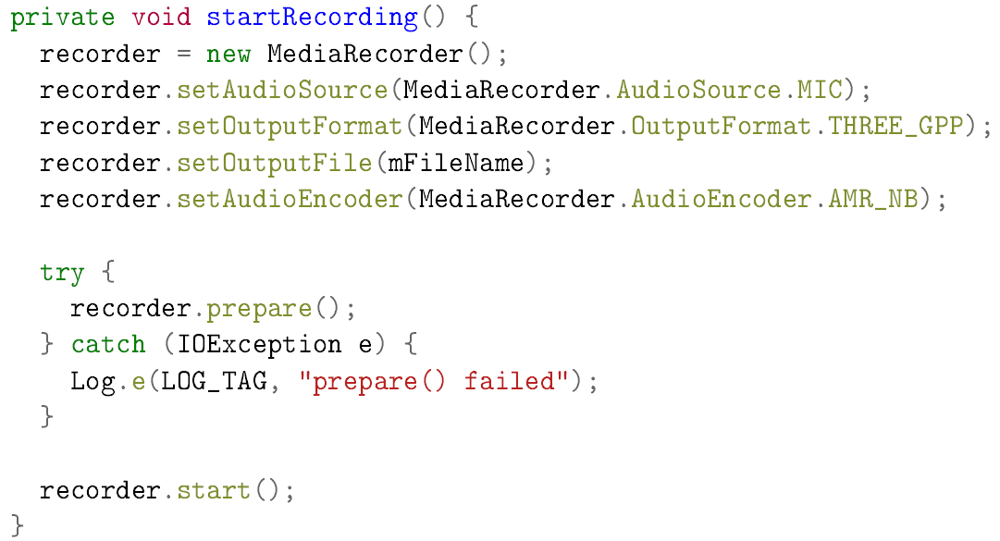 private void startRecording() {
  recorder = new MediaRecorder();
  recorder.setAudioSource(MediaRecorder.AudioSource.MIC);
  recorder.setOutputFormat(MediaRecorder.OutputFormat.THREE_GPP);
  recorder.setOutputFile(mFileName);
  recorder.setAudioEncoder(MediaRecorder.AudioEncoder.AMR_NB);

  try {
    recorder.prepare();
  } catch (IOException e) {
    Log.e(LOG_TAG, "prepare() failed");
  }

  recorder.start();
}